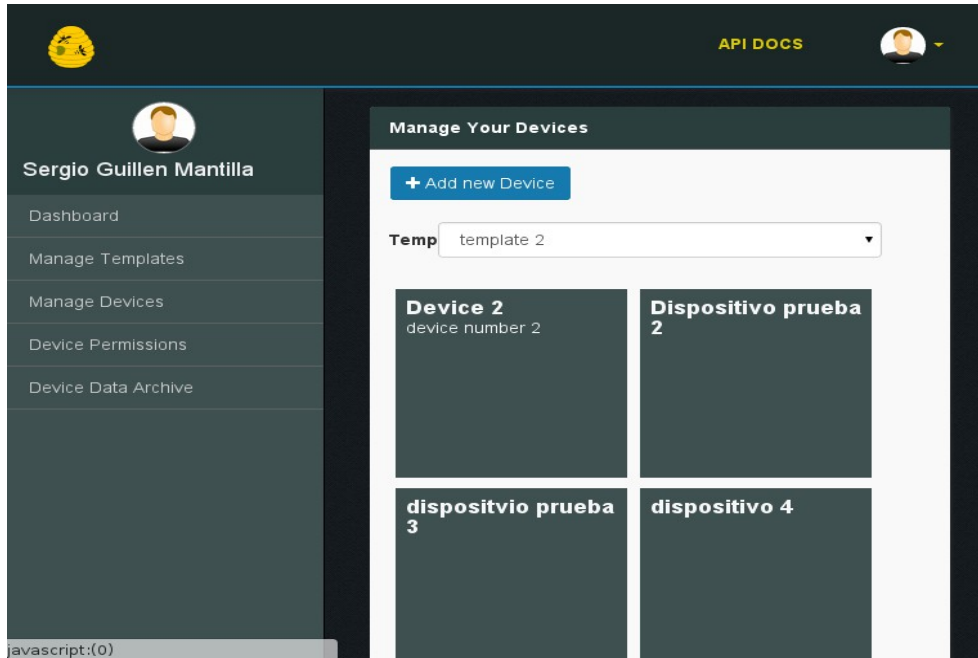 API DOCS
Sergio Guillen Mantilla
Dashboard
Manage Templates
Manage Devices
Device Permissions
Device Data Archive
Manage Your Devices
+ Add new Device
Temp
template 2
Device 2
device number 2
Dispositivo prueba
2
dispositvio prueba
3
dispositivo 4
javascript:(0)